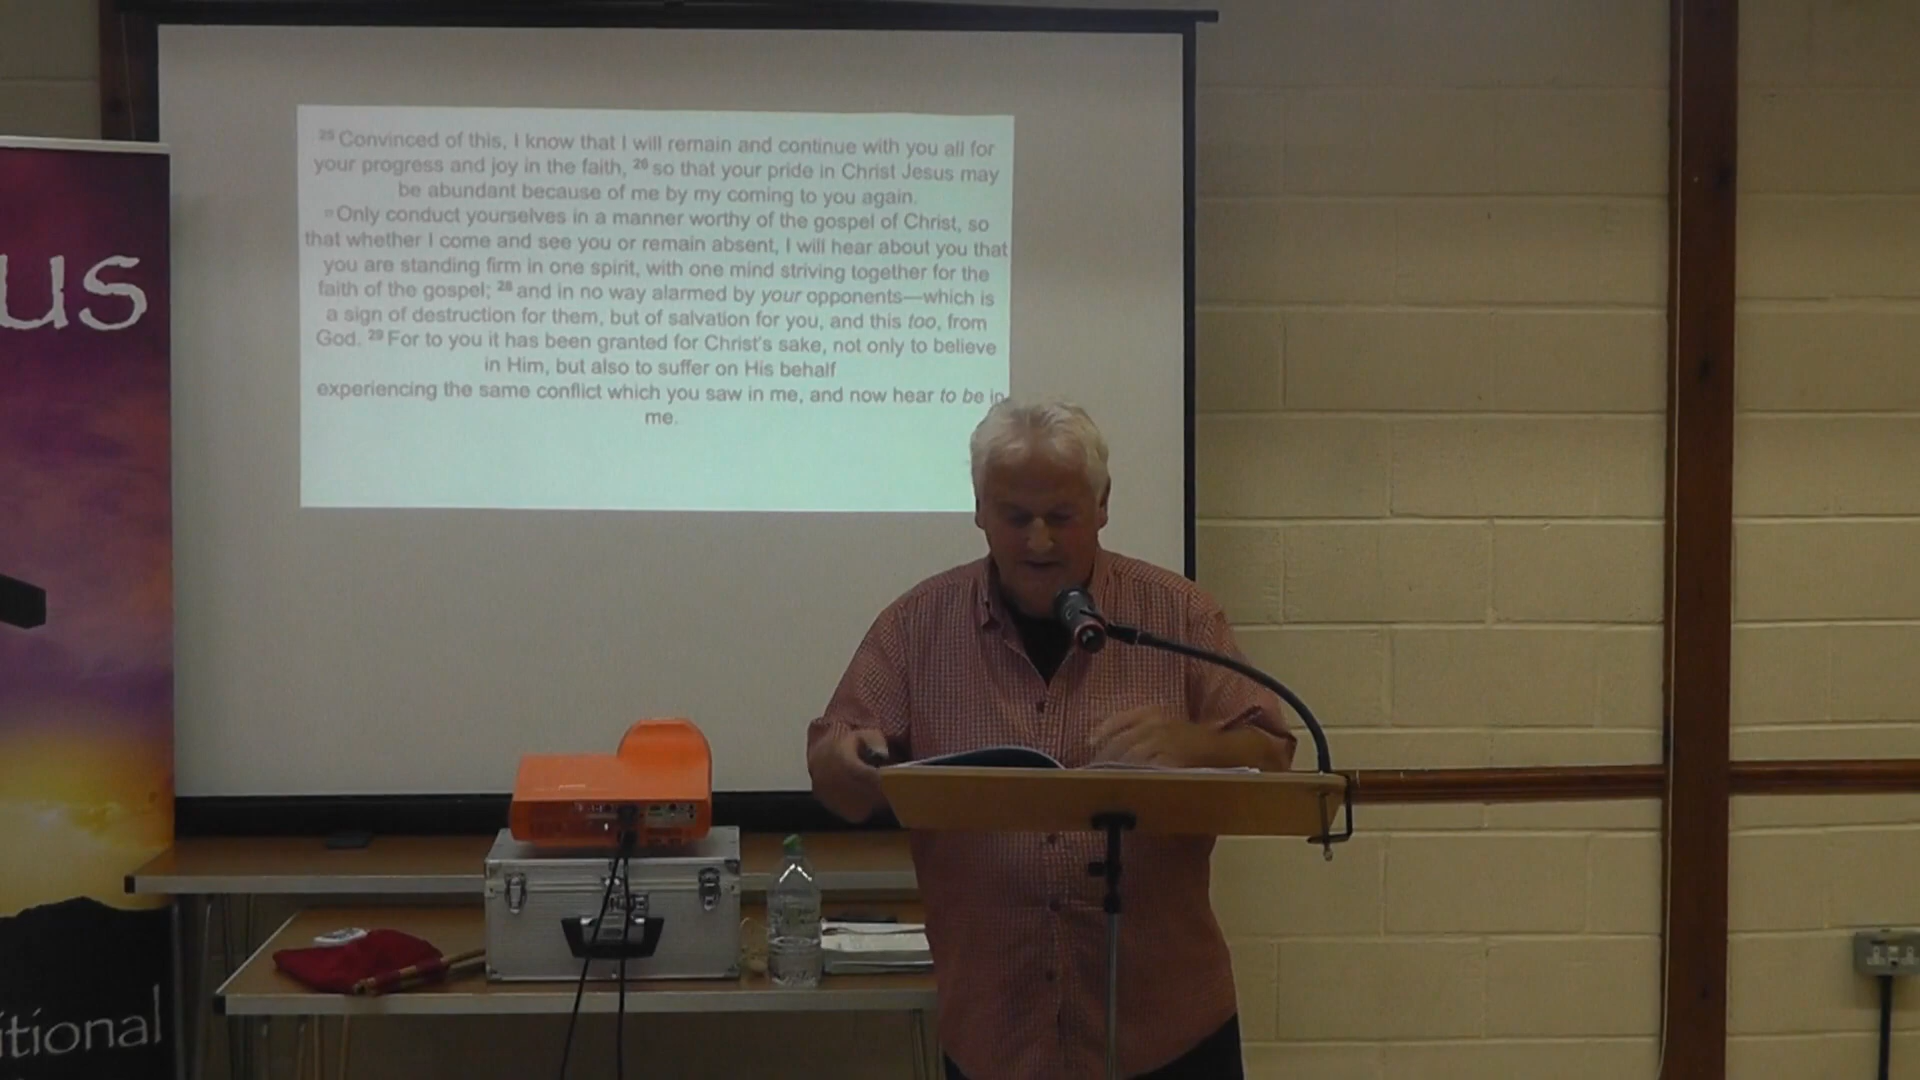 25 Convinced of this, I know that I will remain and continue with you all for
your progress and joy in the faith, 26 so that your pride in Christ Jesus may
be abundant because of me by my coming to you again.
27 Only conduct yourselves in a manner worthy of the gospel of Christ, so
that whether I come and see you or remain absent, I will hear about you that
you are standing firm in one spirit, with one mind striving together for the
faith of the gospel; 28 and in no way alarmed by your opponents—which is
a sign of destruction for them, but of salvation for you, and this too, from
God. 29 For to you it has been granted for Christ's sake, not only to believe
in Him, but also to suffer on His behalf
experiencing the same conflict which you saw in me, and now hear to be in
me.
us
itional